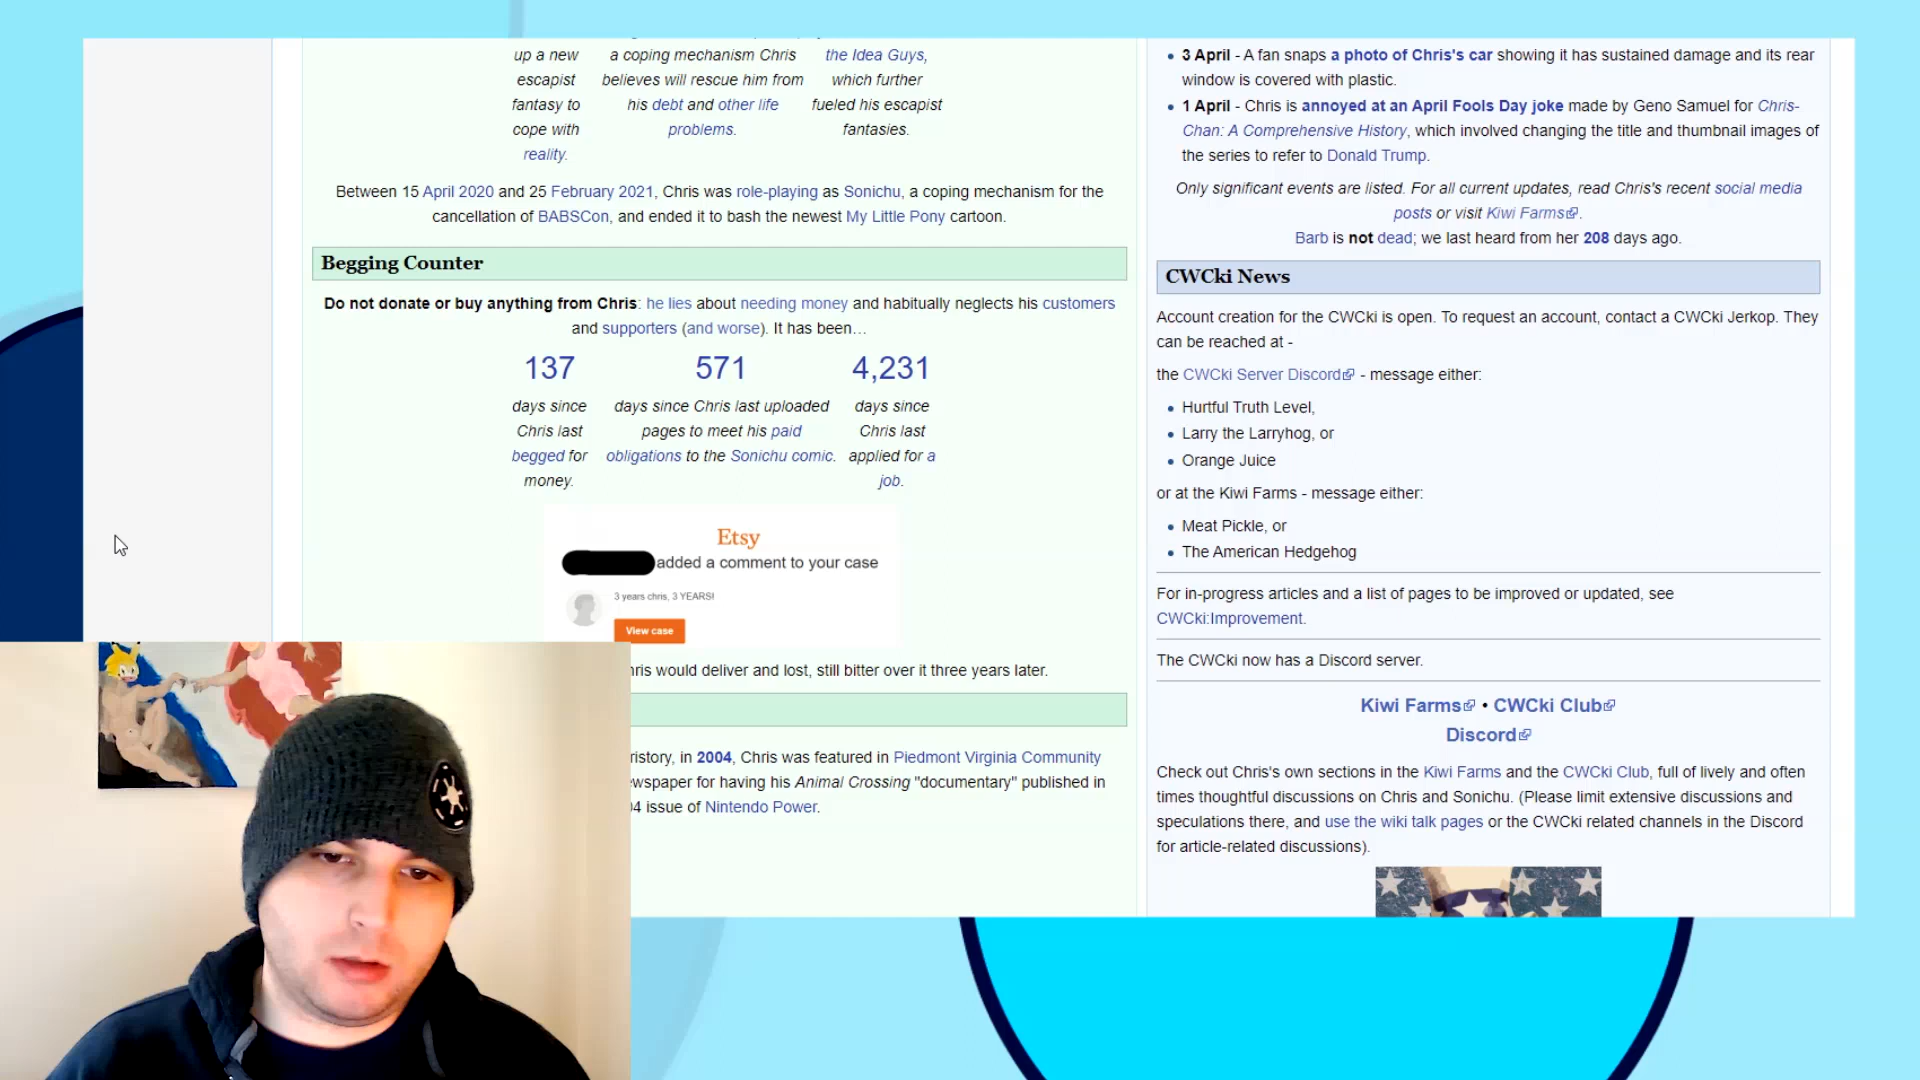 up a new
escapist
fantasy to
cope with
reality.
a coping mechanism Chris
believes will rescue him from
his debt and other life
problems.
the Idea Guys,
which further
fueled his escapist
fantasies.
Between 15 April 2020 and 25 February 2021, Chris was role-playing as Sonichu, a coping mechanism for the
cancellation of BABSCon, and ended it to bash the newest My Little Pony cartoon.
Begging Counter
Do not donate or buy anything from Chris: he lies about needing money and habitually neglects his customers
and supporters (and worse). It has been…
137
days since
Chris last
begged for
money.
571
days since Chris last uploaded
pages to meet his paid
obligations to the Sonichu comic.
4,231
days since
Chris last
applied for a
job.
Etsy
added a comment to your case
3 years chris, 3 YEARS!
View case
hris would deliver and lost, still bitter over it three years later.
ristory, in 2004, Chris was featured in Piedmont Virginia Community
wspaper for having his Animal Crossing "documentary" published in
4 issue of Nintendo Power.
3 April - A fan snaps a photo of Chris's car showing it has sustained damage and its rear
window is covered with plastic.
1 April - Chris is annoyed at an April Fools Day joke made by Geno Samuel for Chris-
Chan: A Comprehensive History, which involved changing the title and thumbnail images of
the series to refer to Donald Trump.
Only significant events are listed. For all current updates, read Chris's recent social media
posts or visit Kiwi Farms.
Barb is not dead; we last heard from her 208 days ago.
CWCki News
Account creation for the CWCki is open. To request an account, contact a CWCki Jerkop. They
can be reached at -
the CWCki Server Discord - message either:
Hurtful Truth Level,
Larry the Larryhog, or
Orange Juice
or at the Kiwi Farms - message either:
Meat Pickle, or
The American Hedgehog
For in-progress articles and a list of pages to be improved or updated, see
CWCki:Improvement.
The CWCki now has a Discord server.
Kiwi Farms • CWCki Club
Discord
Check out Chris's own sections in the Kiwi Farms and the CWCki Club, full of lively and often
times thoughtful discussions on Chris and Sonichu. (Please limit extensive discussions and
speculations there, and use the wiki talk pages or the CWCki related channels in the Discord
for article-related discussions).